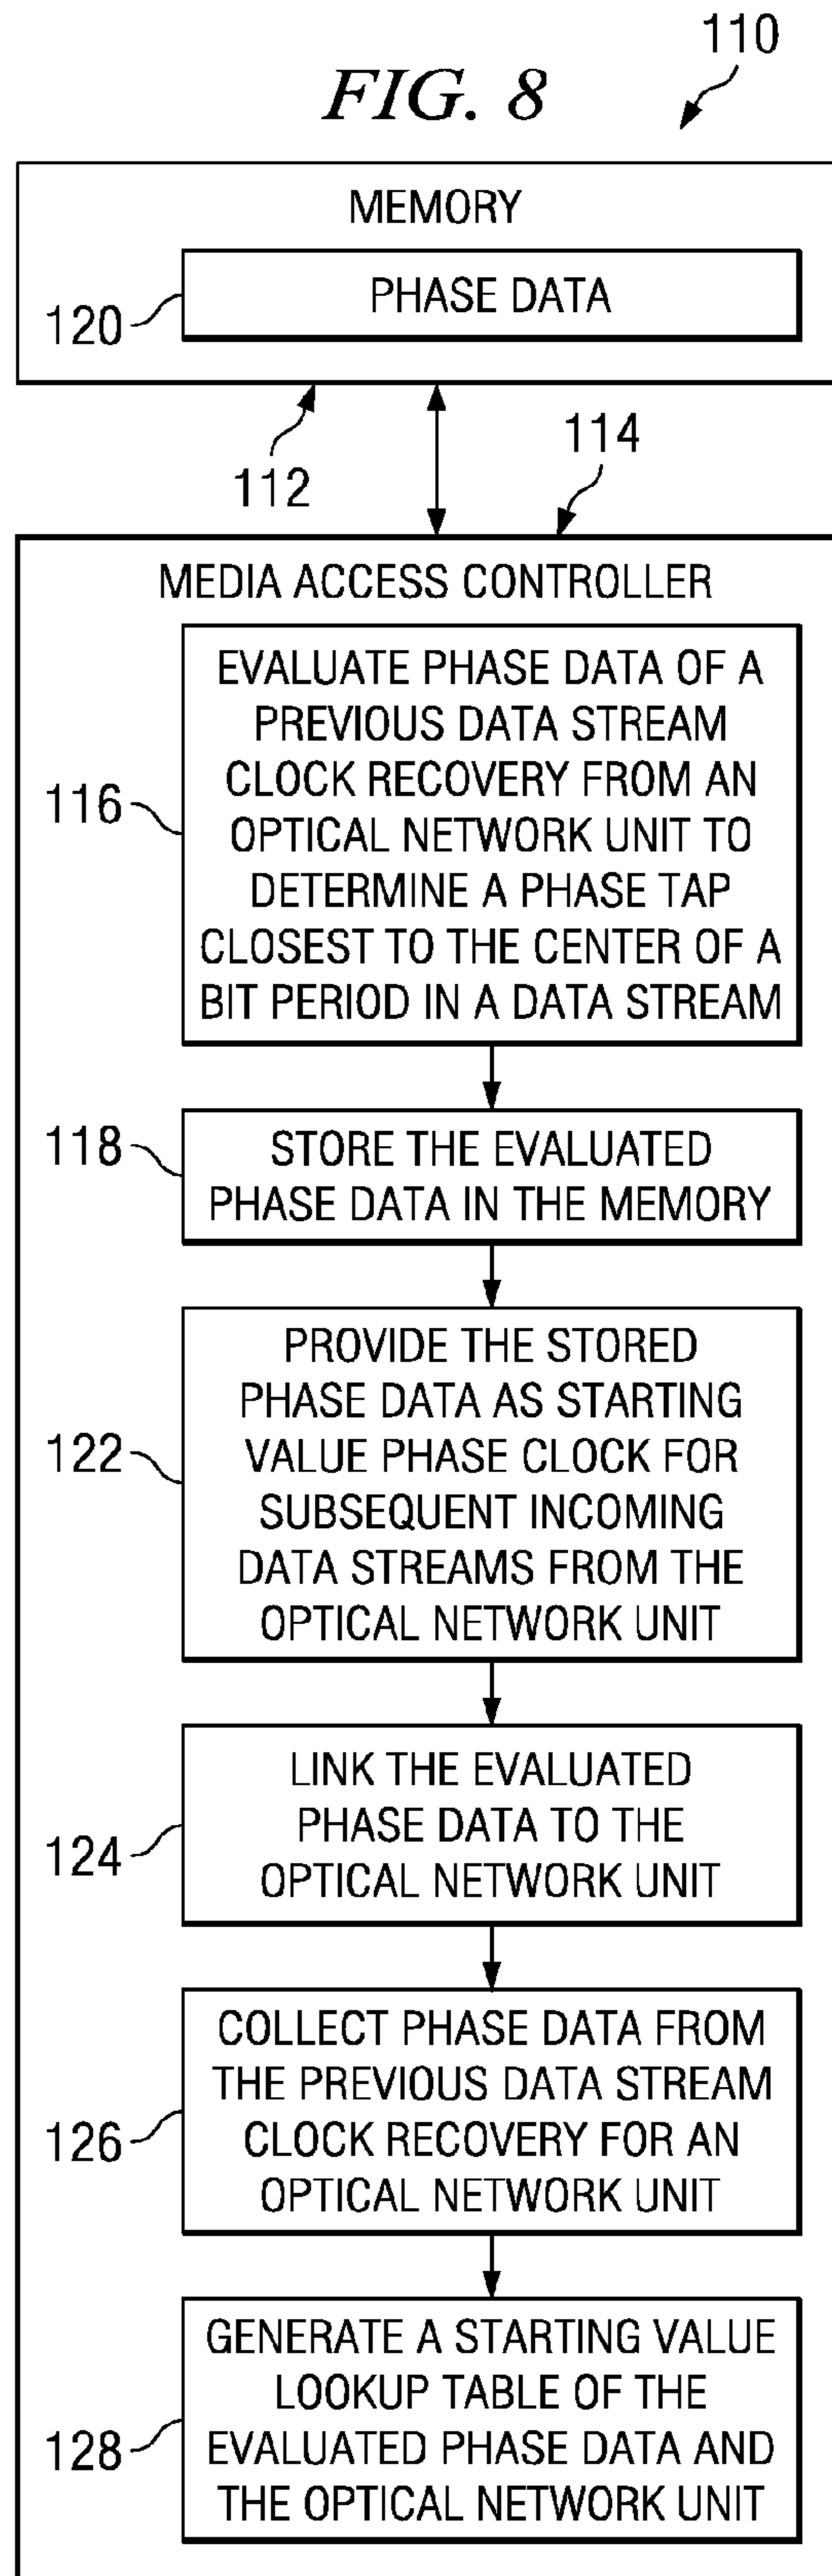 110
FIG. 8
MEMORY
PHASE DATA
120
112
114
MEDIA ACCESS CONTROLLER
116
EVALUATE PHASE DATA OF A
PREVIOUS DATA STREAM
CLOCK RECOVERY FROM AN
OPTICAL NETWORK UNIT TO
DETERMINE A PHASE TAP
CLOSEST TO THE CENTER OF A
BIT PERIOD IN A DATA STREAM
118
STORE THE EVALUATED
PHASE DATA IN THE MEMORY
122
PROVIDE THE STORED
PHASE DATA AS STARTING
VALUE PHASE CLOCK FOR
SUBSEQUENT INCOMING
DATA STREAMS FROM THE
OPTICAL NETWORK UNIT
124
LINK THE EVALUATED
PHASE DATA TO THE
OPTICAL NETWORK UNIT
126
COLLECT PHASE DATA FROM
THE PREVIOUS DATA STREAM
CLOCK RECOVERY FOR AN
OPTICAL NETWORK UNIT
128
GENERATE A STARTING VALUE
LOOKUP TABLE OF THE
EVALUATED PHASE DATA AND
THE OPTICAL NETWORK UNIT